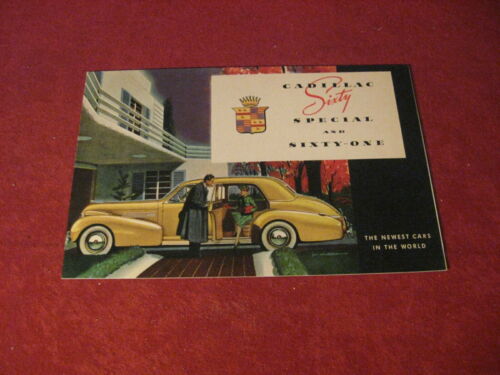 CADILLAC
Sixty
SPECIAL
AND
SIXTY-ONE
THE NEWEST CARS
IN THE WORLD